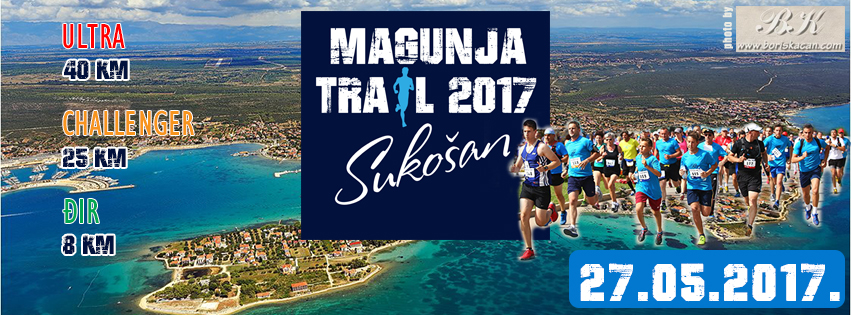 ULTRA
40 KM
CHALLENGER
25 KM
ĐIR
8 KM
MAGUNJA
TRAIL 2017
Sukošan
photo by
BK
www.boriskacan.com
27.05.2017.